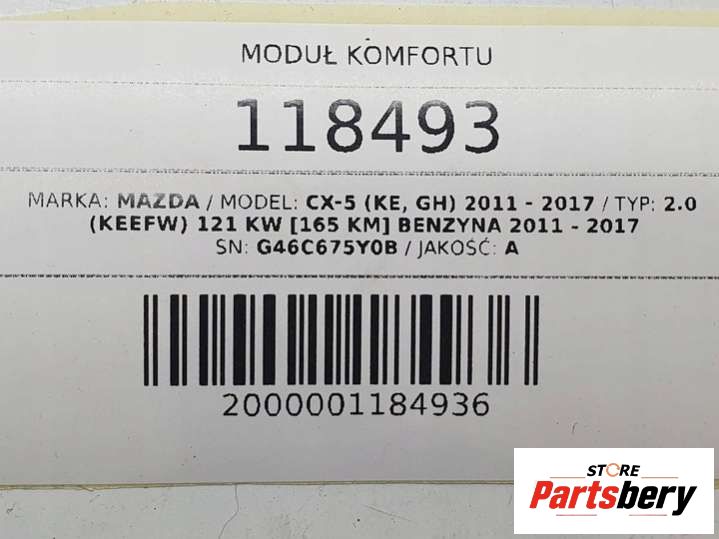 MODUŁ KOMFORTU
118493
MARKA: MAZDA / MODEL: CX-5 (KE, GH) 2011 - 2017 / TYP: 2.0
(KEEFW) 121 KW [165 KM] BENZYNA 2011 - 2017
SN: G46C675Y0B / JAKOŚĆ: A
2000001184936
STORE
Partsbery